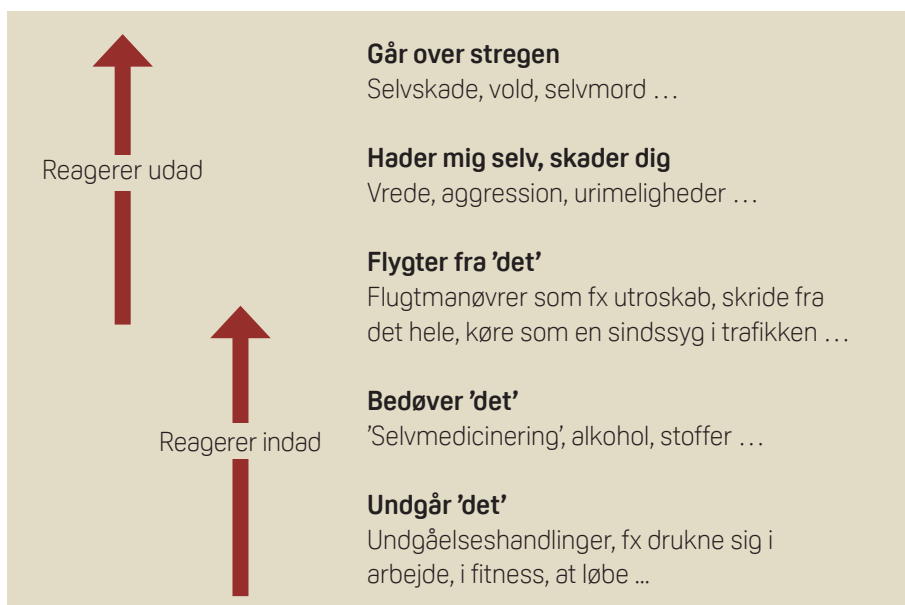 Går over stregen
Selvskade, vold, selvmord …
Reagerer udad
Hader mig selv, skader dig
Vrede, aggression, urimeligheder …
Flygter fra ’det’
Flugtmanøvrer som fx utroskab, skride fra
det hele, køre som en sindssyg i trafikken …
Bedøver ’det’
’Selvmedicinering’, alkohol, stoffer …
Reagerer indad
Undgår ’det’
Undgåelseshandlinger, fx drukne sig i
arbejde, i fitness, at løbe ...